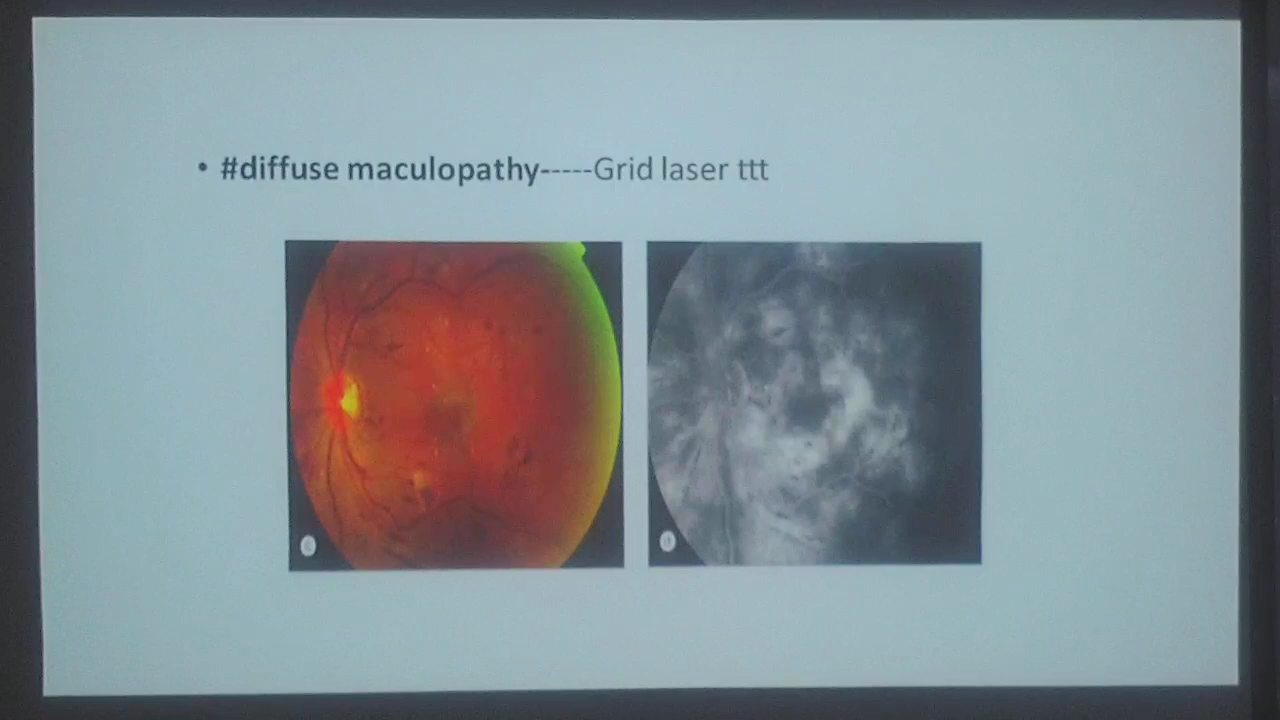 • #diffuse maculopathy-----Grid laser ttt